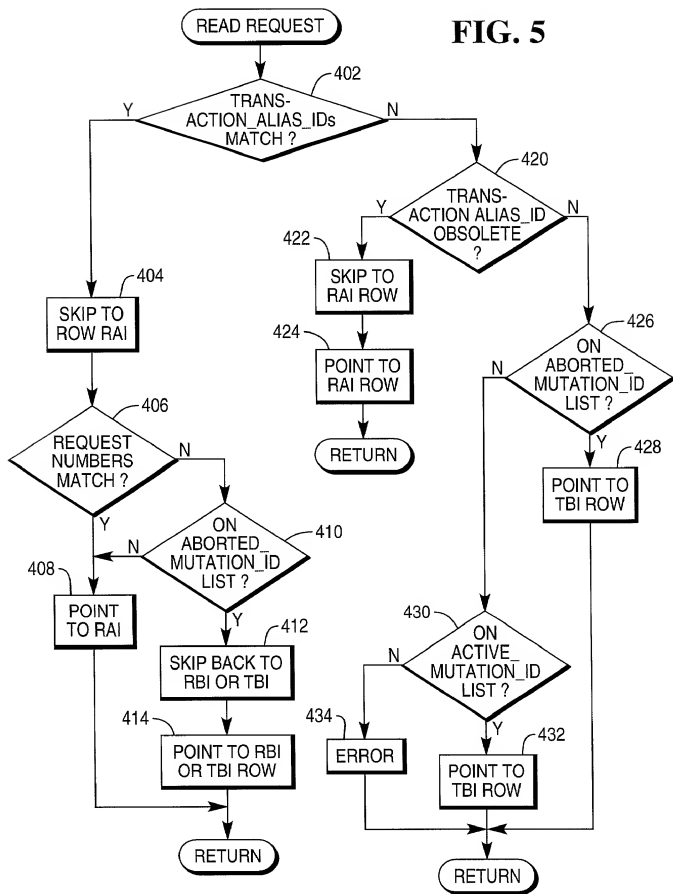 READ REQUEST
FIG. 5
402
TRANS-
ACTION_ALIAS_IDs
MATCH ?
Y
N
420
TRANS-
ACTION ALIAS_ID
OBSOLETE
?
Y
N
422
SKIP TO
RAI ROW
404
SKIP TO
ROW RAI
424
POINT TO
RAI ROW
426
ON
ABORTED_
MUTATION_ID
LIST ?
N
Y
406
REQUEST
NUMBERS
MATCH ?
N
Y
RETURN
428
POINT TO
TBI ROW
410
ON
ABORTED_
MUTATION_ID
LIST ?
N
Y
408
POINT
TO RAI
412
SKIP BACK TO
RBI OR TBI
430
ON
ACTIVE_
MUTATION_ID
LIST ?
N
Y
414
POINT TO RBI
OR TBI ROW
434
ERROR
432
POINT TO
TBI ROW
RETURN
RETURN